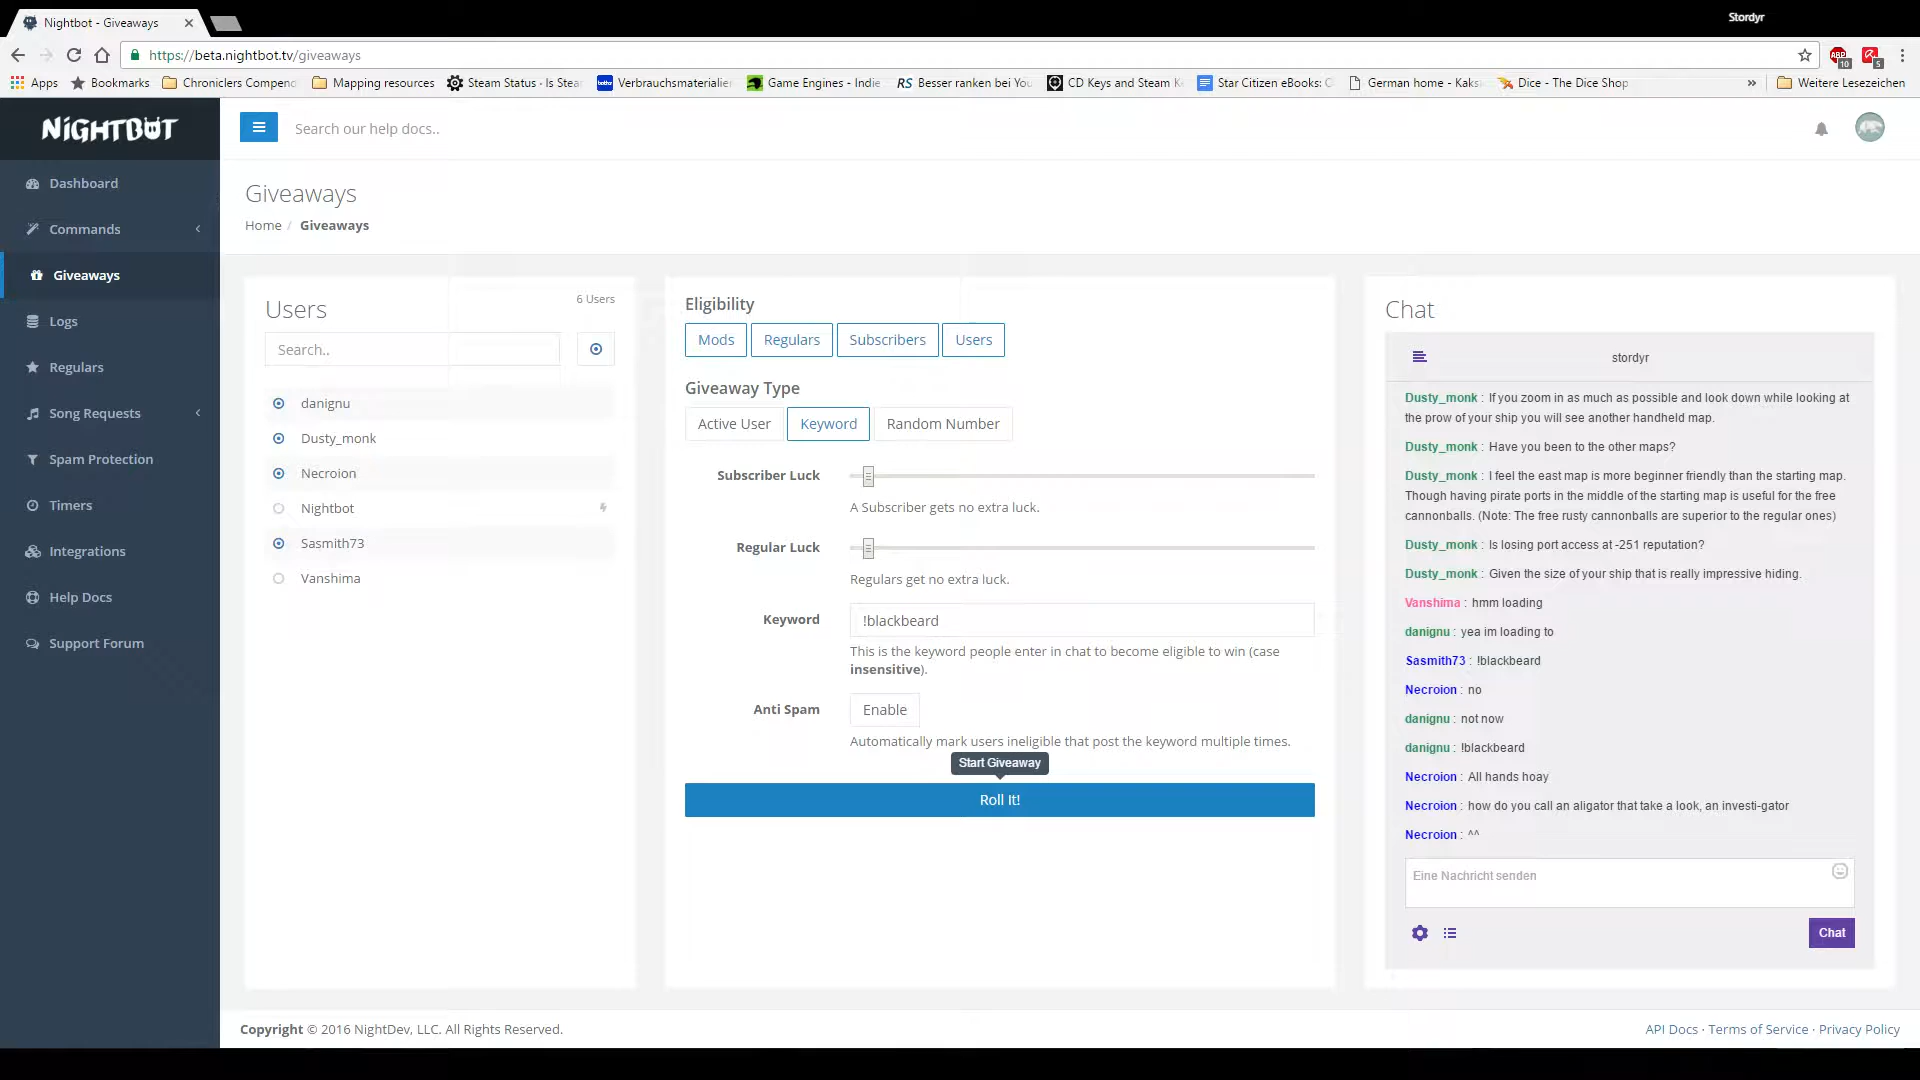 Nightbot - Giveaways
Stordyr
https://beta.nightbot.tv/giveaways
ABP
10
5
Apps
Bookmarks
Chroniclers Compend
Mapping resources
Steam Status · Is Stea
Verbrauchsmaterialie
Game Engines - Indie
RS Besser ranken bei You
CD Keys and Steam K
Star Citizen eBooks: C
German home - Kaks
Dice - The Dice Shop
»
Weitere Lesezeichen
NIGHTBOT
Search our help docs..
Dashboard
Commands
Giveaways
Logs
Regulars
Song Requests
Spam Protection
Timers
Integrations
Help Docs
Support Forum
Giveaways
Home / Giveaways
Users
6 Users
Search..
danignu
Dusty_monk
Necroion
Nightbot
Sasmith73
Vanshima
Eligibility
Mods
Regulars
Subscribers
Users
Giveaway Type
Active User
Keyword
Random Number
Subscriber Luck
A Subscriber gets no extra luck.
Regular Luck
Regulars get no extra luck.
Keyword
!blackbeard
This is the keyword people enter in chat to become eligible to win (case
insensitive).
Anti Spam
Enable
Automatically mark users ineligible that post the keyword multiple times.
Start Giveaway
Roll It!
Chat
stordyr
Dusty_monk : If you zoom in as much as possible and look down while looking at
the prow of your ship you will see another handheld map.
Dusty_monk : Have you been to the other maps?
Dusty_monk : I feel the east map is more beginner friendly than the starting map.
Though having pirate ports in the middle of the starting map is useful for the free
cannonballs. (Note: The free rusty cannonballs are superior to the regular ones)
Dusty_monk : Is losing port access at -251 reputation?
Dusty_monk : Given the size of your ship that is really impressive hiding.
Vanshima : hmm loading
danignu : yea im loading to
Sasmith73 : !blackbeard
Necroion : no
danignu : not now
danignu : !blackbeard
Necroion : All hands hoay
Necroion : how do you call an aligator that take a look, an investi-gator
Necroion : ^^
Eine Nachricht senden
Chat
Copyright © 2016 NightDev, LLC. All Rights Reserved.
API Docs · Terms of Service · Privacy Policy